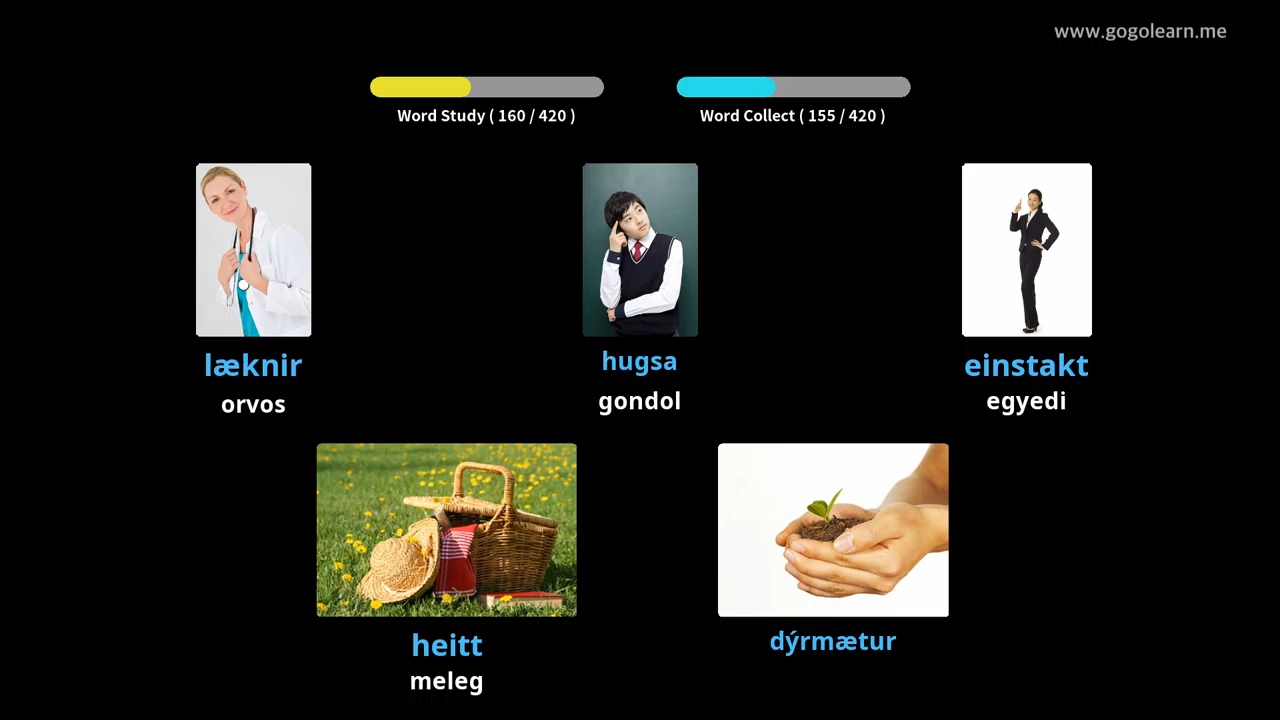 www.gogolearn.me
Word Study ( 160 / 420 )
Word Collect ( 155 / 420 )
læknir
orvos
hugsa
gondol
einstakt
egyedi
heitt
meleg
dýrmætur